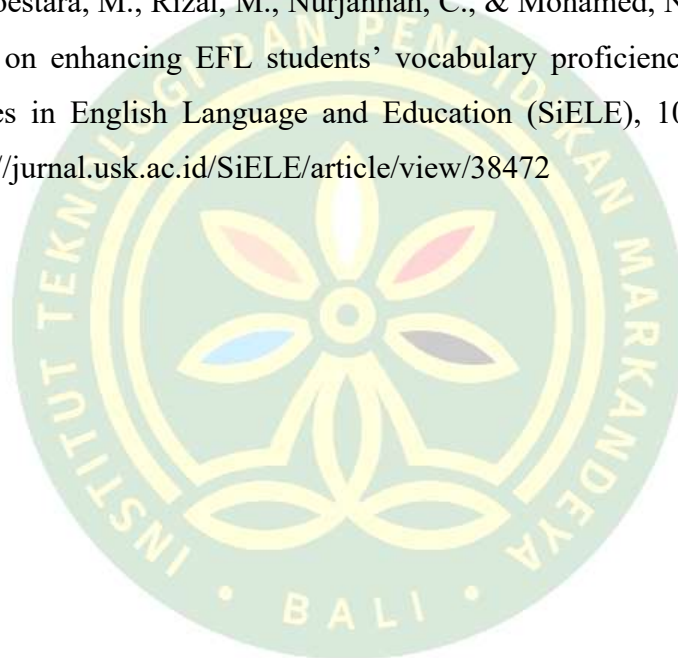 oestara, M., Rizal, M., Nurjannah, C., & Mohamed, N
on enhancing EFL students’ vocabulary proficienc
es in English Language and Education (SiELE), 10
//jurnal.usk.ac.id/SiELE/article/view/38472
INSTITUT TEKNOLOGI DAN PENDIDIKAN MARKANDEYA
• BALI •